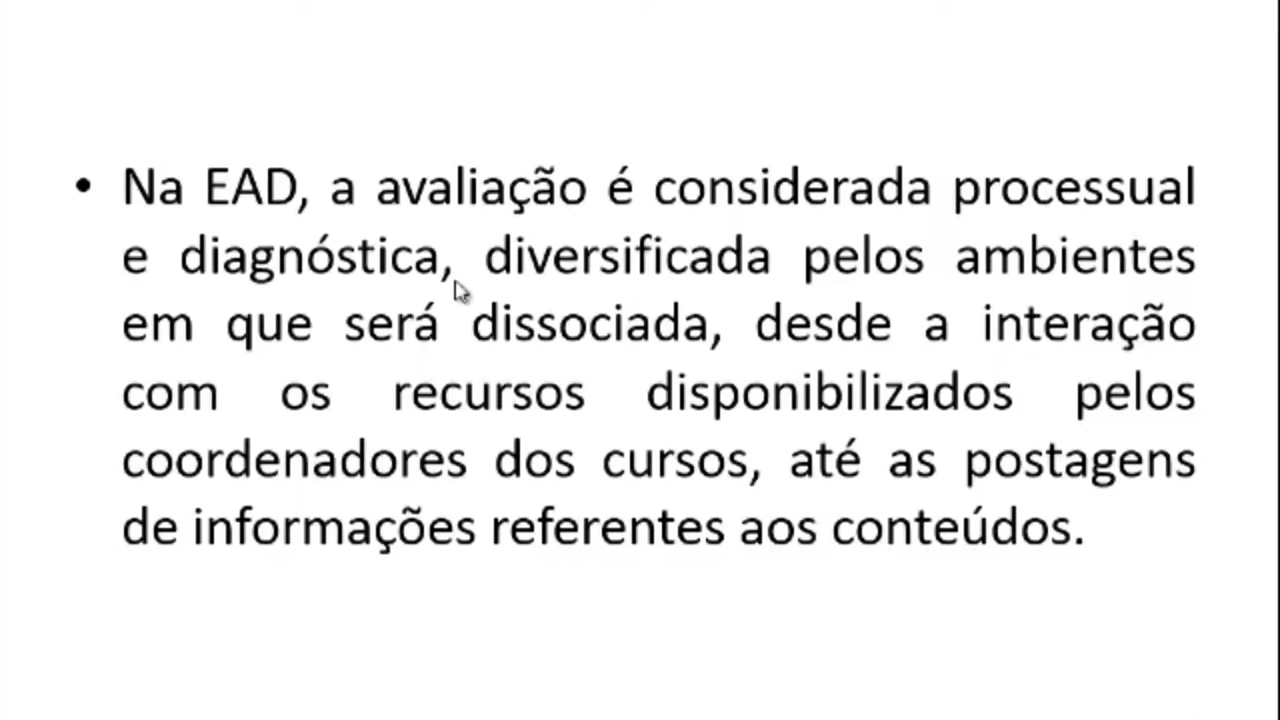 • Na EAD, a avaliação é considerada processual
e diagnóstica, diversificada pelos ambientes
em que será dissociada, desde a interação
com os recursos disponibilizados pelos
coordenadores dos cursos, até as postagens
de informações referentes aos conteúdos.